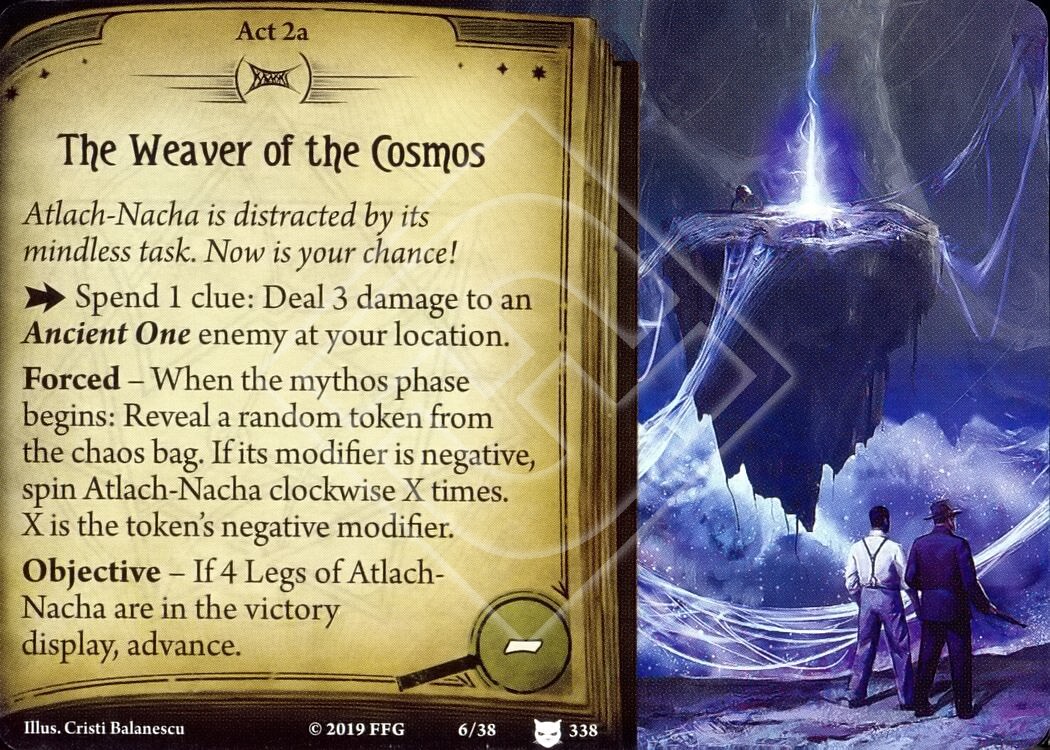 Act 2a
The Weaver of the Cosmos
Atlach-Nacha is distracted by its
mindless task. Now is your chance!
Spend 1 clue: Deal 3 damage to an
Ancient One enemy at your location.
Forced – When the mythos phase
begins: Reveal a random token from
the chaos bag. If its modifier is negative,
spin Atlach-Nacha clockwise X times.
X is the token's negative modifier.
Objective – If 4 Legs of Atlach-
Nacha are in the victory
display, advance.
–
Illus. Cristi Balanescu © 2019 FFG 6/38 338